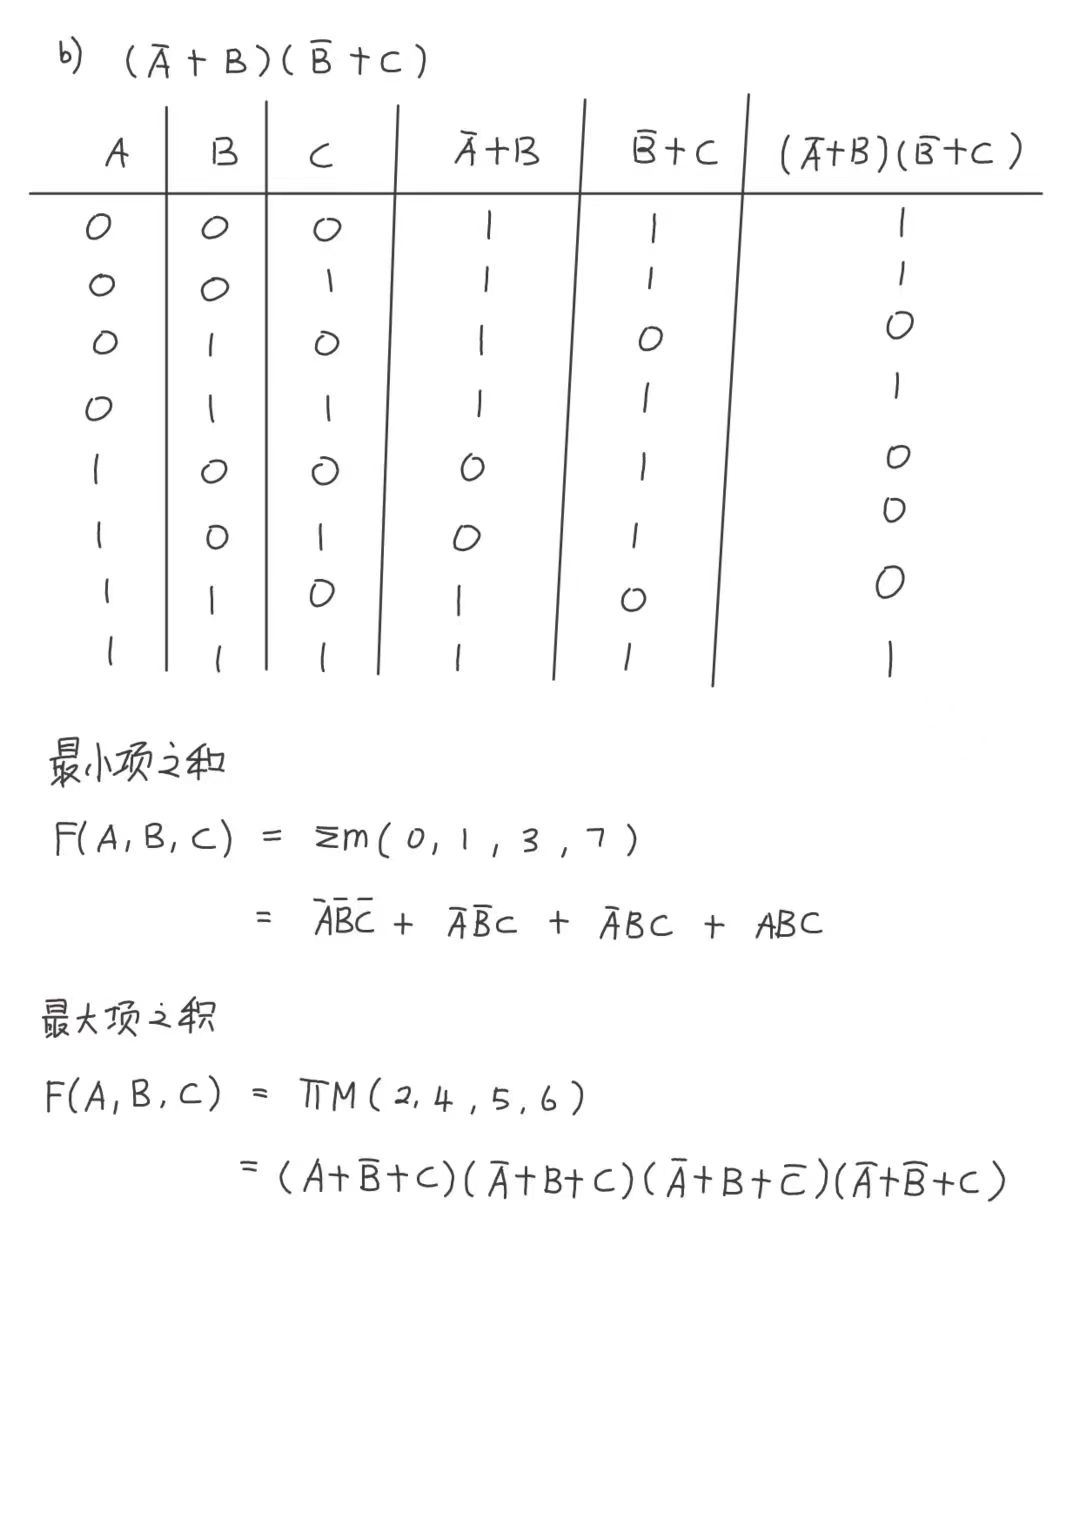 b) (A̅ + B)(B̅ + C)
A B C A̅+B B̅+C (A̅+B)(B̅+C)
0 0 0 1 1 1
0 0 1 1 1 1
0 1 0 1 0 0
0 1 1 1 1 1
1 0 0 0 1 0
1 0 1 0 1 0
1 1 0 1 0 0
1 1 1 1 1 1
最小项之和
F(A, B, C) = Σm( 0, 1, 3, 7 )
= A̅B̅C̅ + A̅B̅C + A̅BC + ABC
最大项之积
F(A, B, C) = ΠM( 2, 4, 5, 6 )
= (A+B̅+C)(A̅+B+C)(A̅+B+C̅)(A̅+B̅+C)